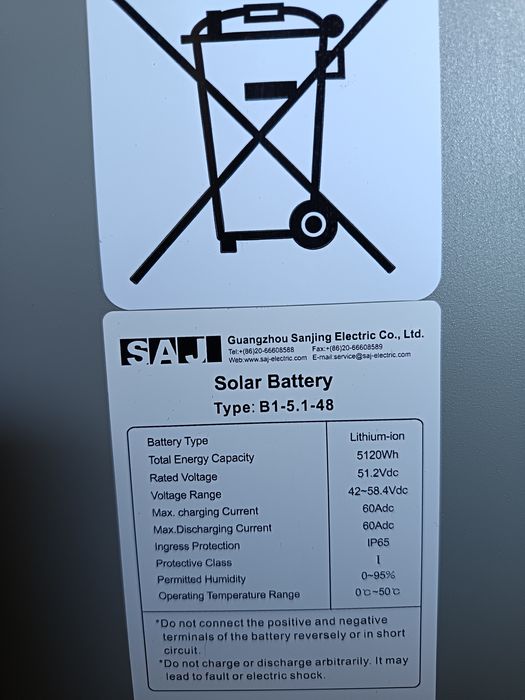 SAJ
Guangzhou Sanjing Electric Co., Ltd.
Tel:+(86)20-66608588 Fax:+(86)20-66608589
Web:www.saj-electric.com E-mail:service@saj-electric.com
Solar Battery
Type: B1-5.1-48
Battery Type Lithium-ion
Total Energy Capacity 5120Wh
Rated Voltage 51.2Vdc
Voltage Range 42~58.4Vdc
Max. charging Current 60Adc
Max.Discharging Current 60Adc
Ingress Protection IP65
Protective Class I
Permitted Humidity 0~95%
Operating Temperature Range 0℃~50℃
*Do not connect the positive and negative
terminals of the battery reversely or in short
circuit.
*Do not charge or discharge arbitrarily. It may
lead to fault or electric shock.